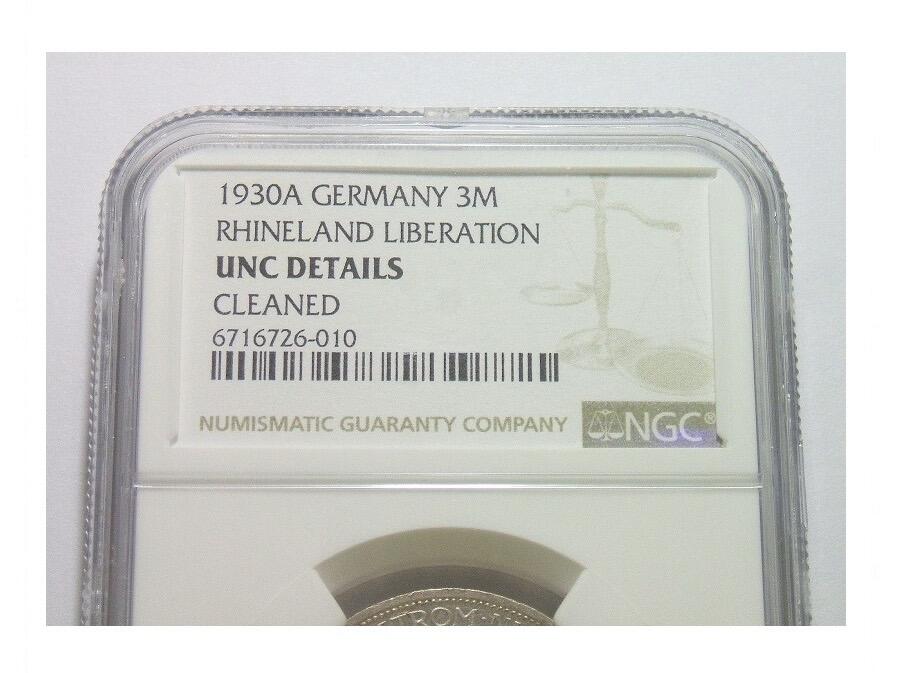 1930A GERMANY 3M
RHINELAND LIBERATION
UNC DETAILS
CLEANED
6716726-010
NUMISMATIC GUARANTY COMPANY NGC®